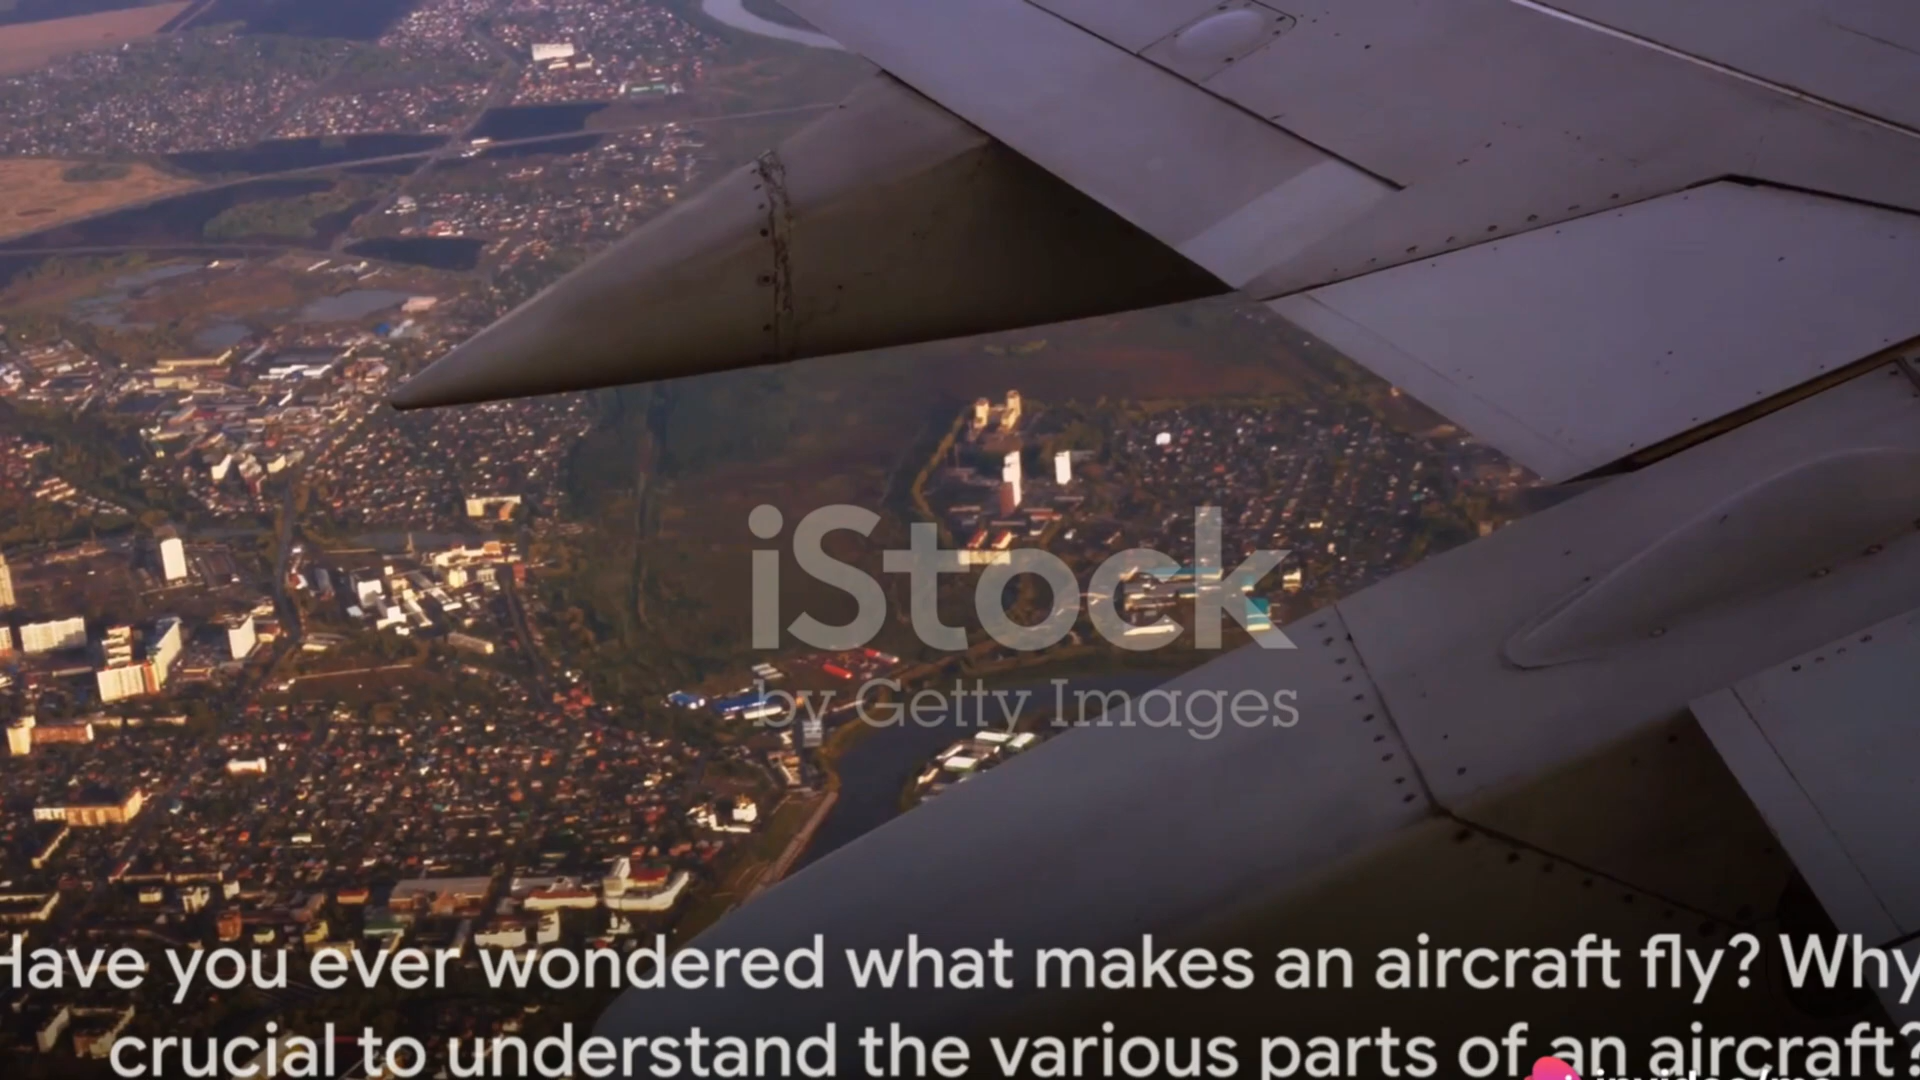 iStock
by Getty Images
Have you ever wondered what makes an aircraft fly? Why
crucial to understand the various parts of an aircraft?